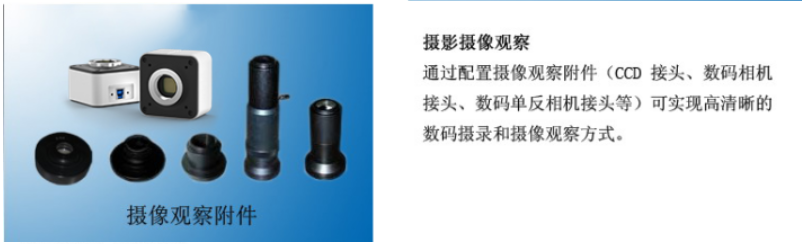 摄影摄像观察
通过配置摄像观察附件（CCD 接头、数码相机
接头、数码单反相机接头等）可实现高清晰的
数码摄录和摄像观察方式。
摄像观察附件